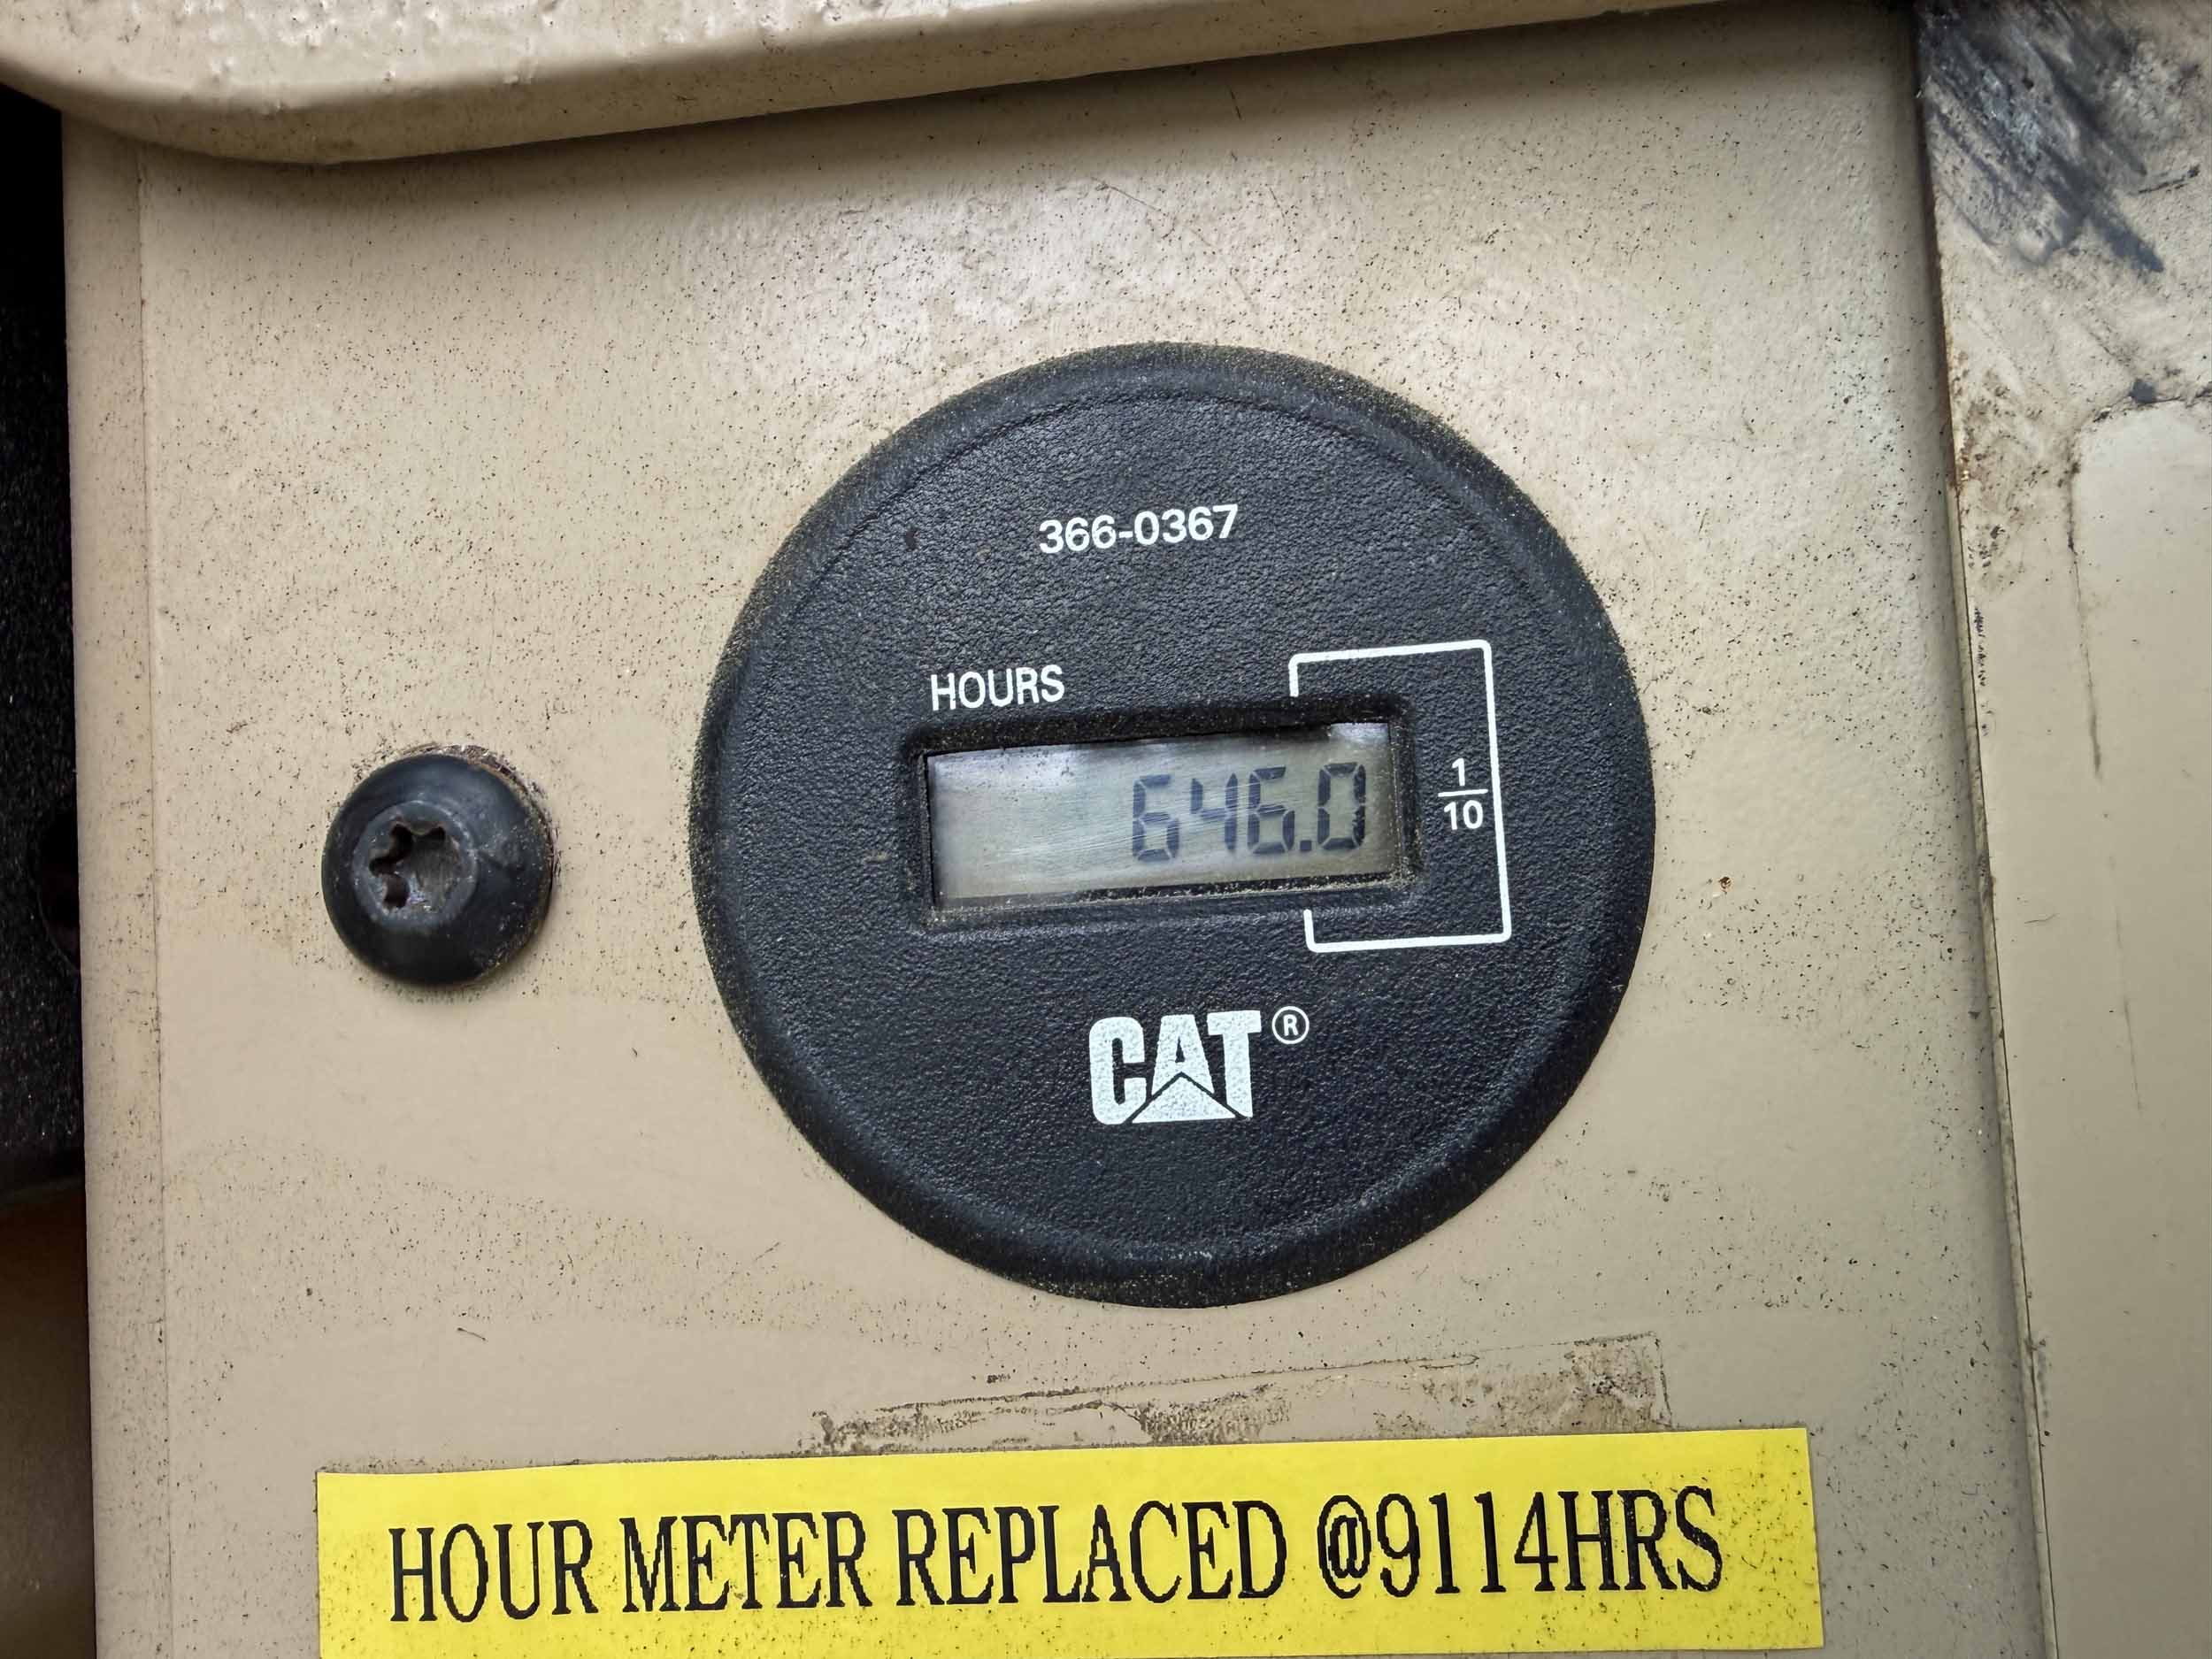 366-0367
HOURS
646.0
1
10
CAT®
HOUR METER REPLACED @9114HRS